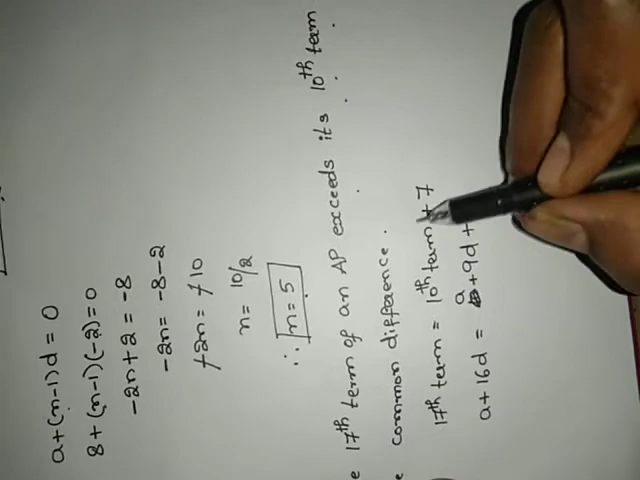 a+(n-1)d = 0
8+(n-1)(-2)=0
-2n+2 = -8
-2n = -8-2
-2n = -10
n = 10/2
∴ n = 5
e 17th term of an AP exceeds its 10th term
e common difference.
17th term = 10th term + 7
a+16d = a+9d+